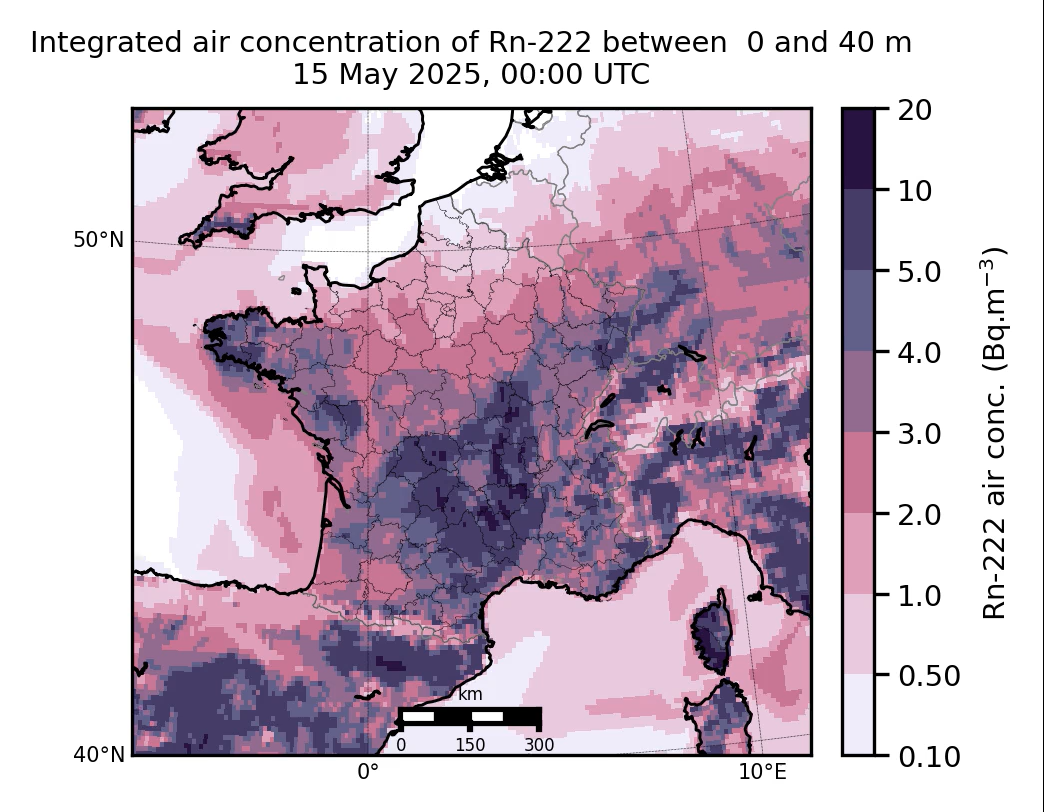 Integrated air concentration of Rn-222 between  0 and 40 m
15 May 2025, 00:00 UTC
50°N
40°N
0°
10°E
km
0 150 300
20
10
5.0
4.0
3.0
2.0
1.0
0.50
0.10
Rn-222 air conc. (Bq.m⁻³)